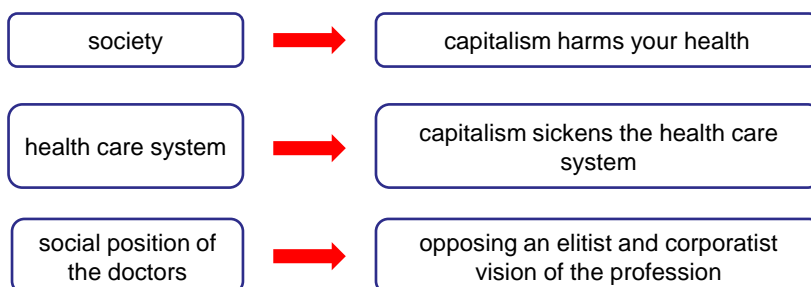 society
capitalism harms your health
health care system
capitalism sickens the health care
system
social position of
the doctors
opposing an elitist and corporatist
vision of the profession